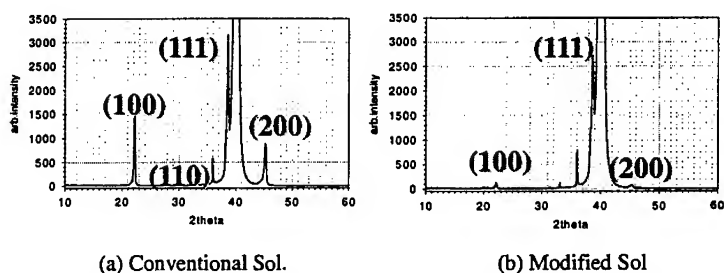 3500
3000
2500
2000
1500
1000
500
0
arb.intensity
(111)
(100)
(200)
(110)
10 20 30 40 50 60
2theta
(a) Conventional Sol.
3500
3000
2500
2000
1500
1000
500
0
arb.intensity
(111)
(100)
(200)
10 20 30 40 50 60
2theta
(b) Modified Sol